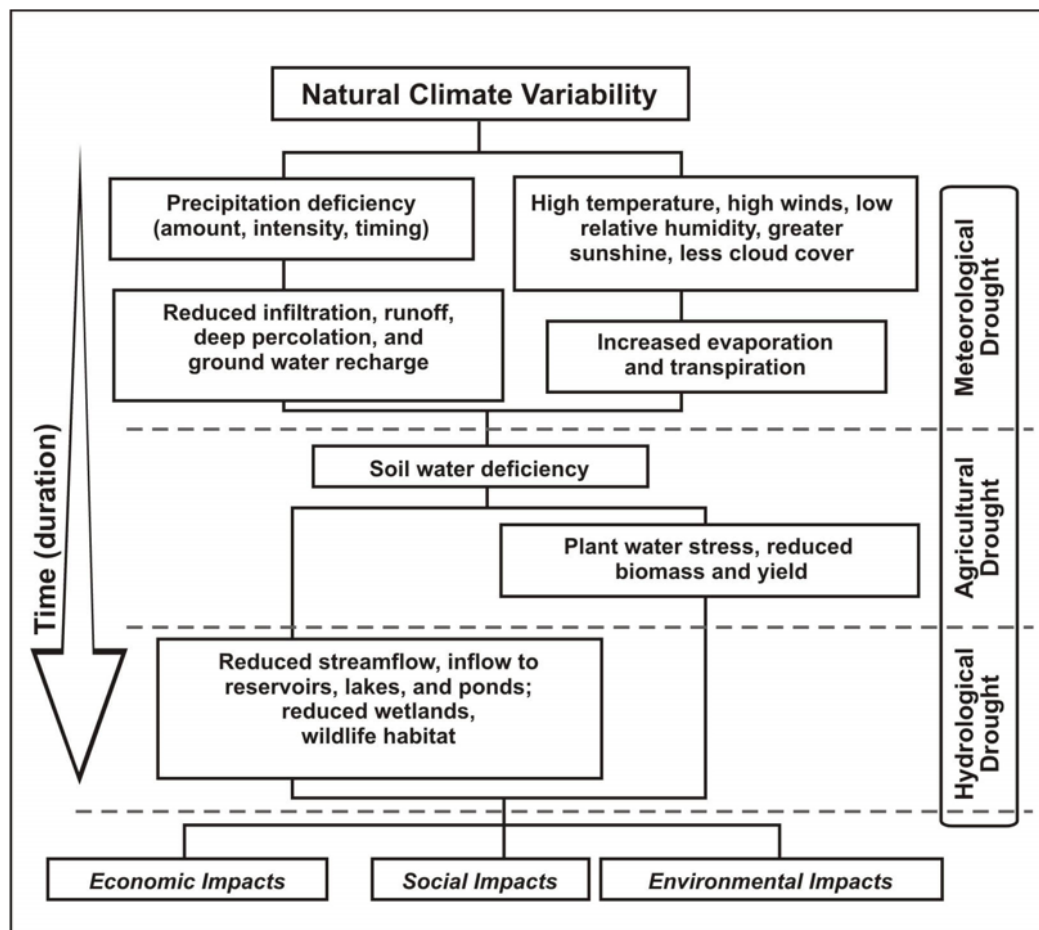 Natural Climate Variability
Precipitation deficiency
(amount, intensity, timing)
High temperature, high winds, low
relative humidity, greater
sunshine, less cloud cover
Reduced infiltration, runoff,
deep percolation, and
ground water recharge
Increased evaporation
and transpiration
Soil water deficiency
Plant water stress, reduced
biomass and yield
Reduced streamflow, inflow to
reservoirs, lakes, and ponds;
reduced wetlands,
wildlife habitat
Economic Impacts
Social Impacts
Environmental Impacts
Time (duration)
Meteorological
Drought
Agricultural
Drought
Hydrological
Drought